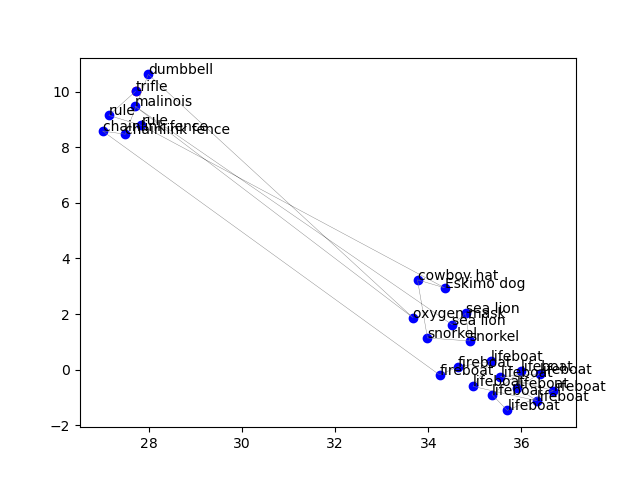 dumbbell
trifle
malinois
rule
rule
chainlink fence
chainlink fence
cowboy hat
Eskimo dog
sea lion
oxygen mask
sea lion
snorkel
snorkel
lifeboat
fireboat
lifeboat
fireboat
lifeboat
lifeboat
lifeboat
lifeboat
lifeboat
lifeboat
lifeboat
lifeboat
10
8
6
4
2
0
−2
28
30
32
34
36